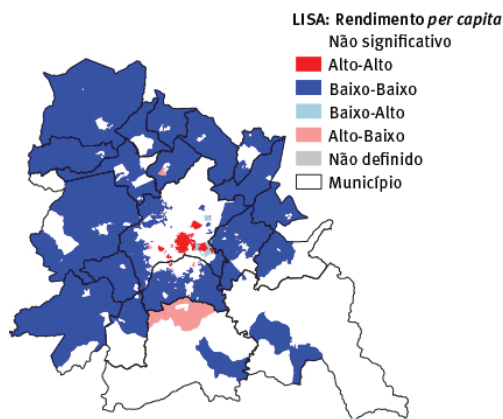 LISA: Rendimento per capita
Não significativo
Alto-Alto
Baixo-Baixo
Baixo-Alto
Alto-Baixo
Não definido
Município